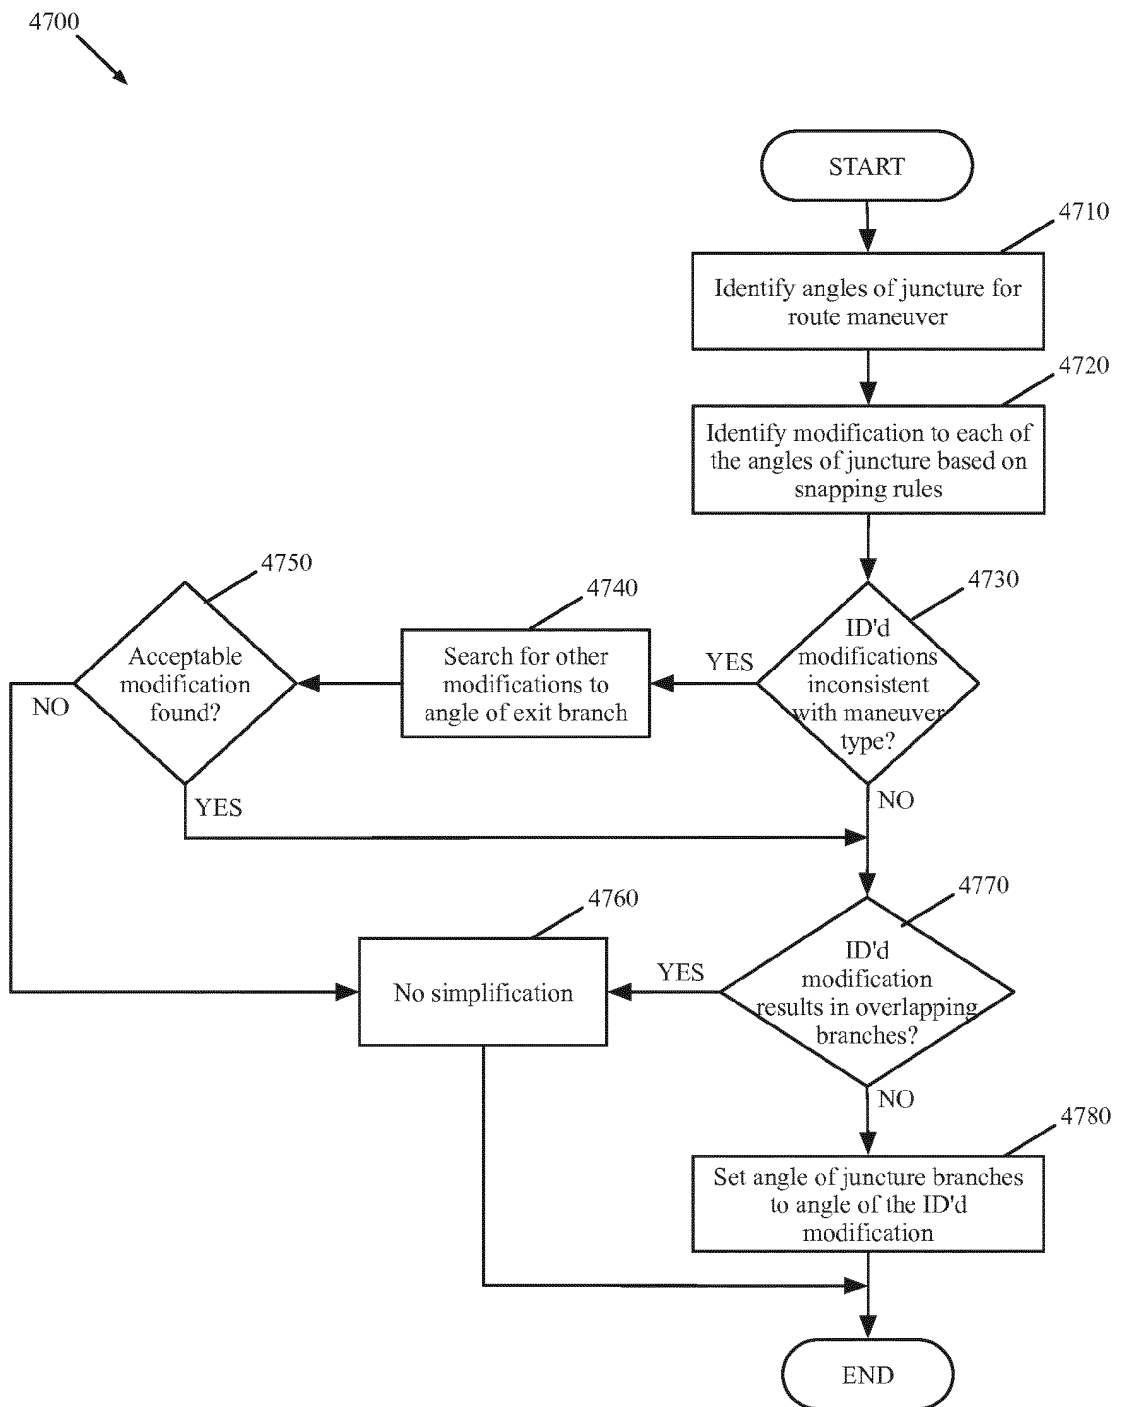 4700
START
4710
Identify angles of juncture for
route maneuver
4720
Identify modification to each of
the angles of juncture based on
snapping rules
4730
ID'd
modifications
inconsistent
with maneuver
type?
YES
NO
4740
Search for other
modifications to
angle of exit branch
4750
Acceptable
modification
found?
NO
YES
4770
ID'd
modification
results in overlapping
branches?
YES
NO
4760
No simplification
4780
Set angle of juncture branches
to angle of the ID'd
modification
END